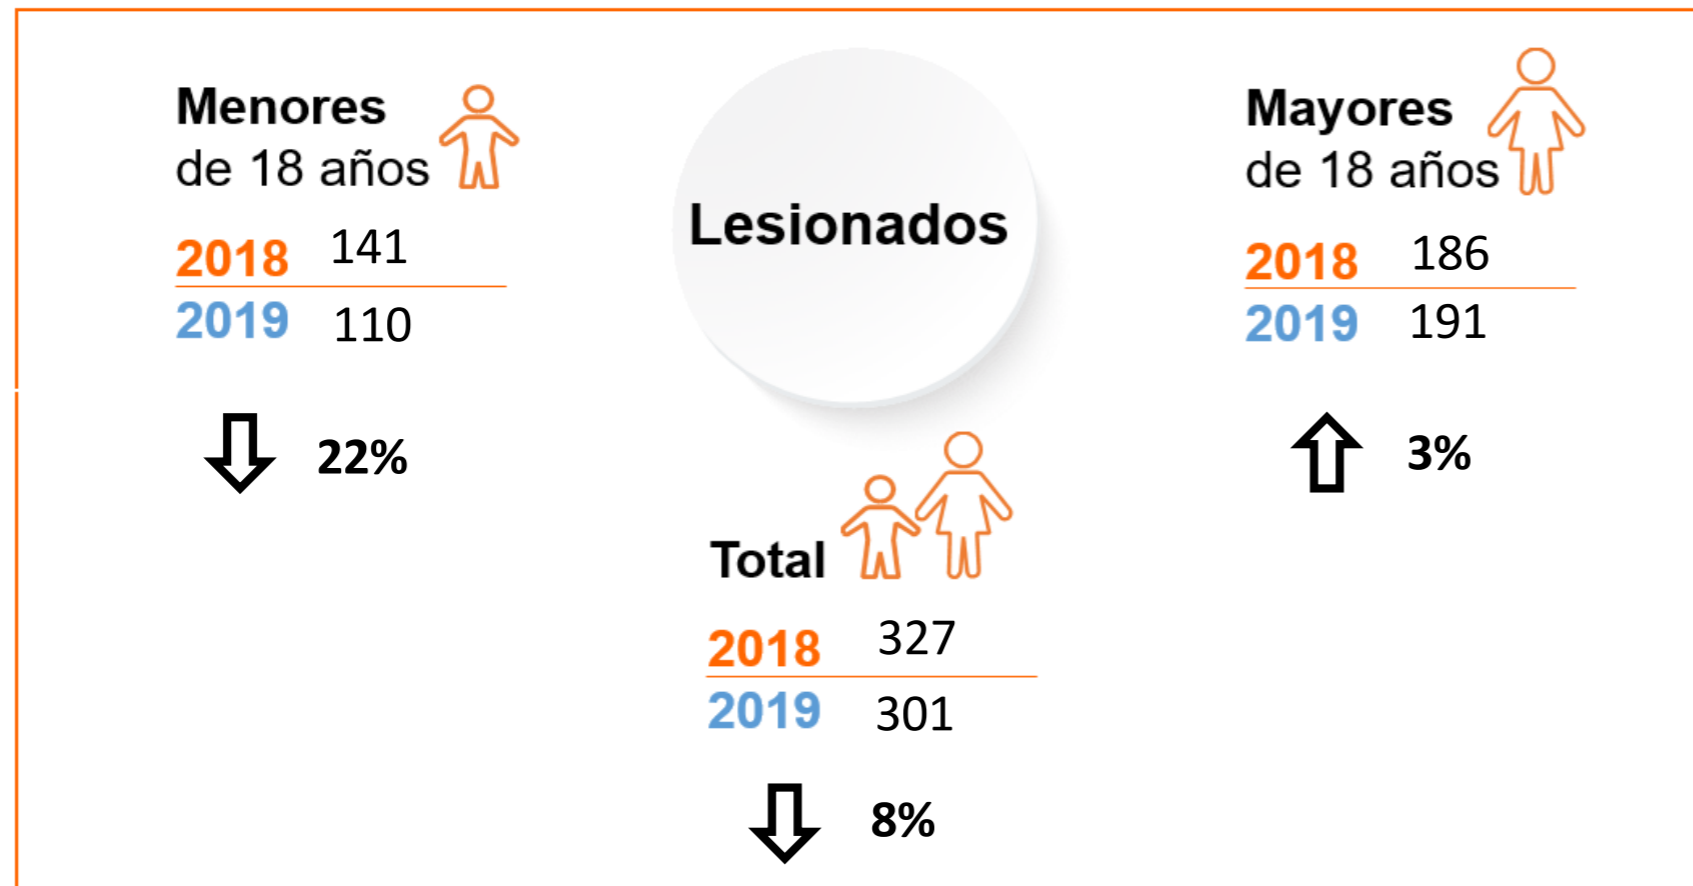 Lesionados
Menores
de 18 años
2018 141
2019 110
22%
Mayores
de 18 años
2018 186
2019 191
3%
Total
2018 327
2019 301
8%